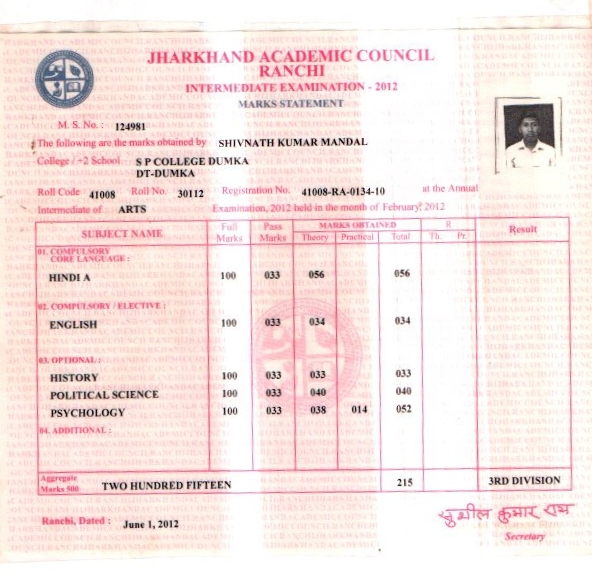 JHARKHAND ACADEMIC COUNCIL
RANCHI
INTERMEDIATE EXAMINATION - 2012
MARKS STATEMENT
M. S. No. : 124981
The following are the marks obtained by SHIVNATH KUMAR MANDAL
College / +2 School S P COLLEGE DUMKA
DT-DUMKA
Roll Code 41008 Roll No. 30112 Registration No. 41008-RA-0134-10 at the Annual
Intermediate of ARTS Examination, 2012 held in the month of February, 2012
SUBJECT NAME Full Marks Pass Marks MARKS OBTAINED R Result
Theory Practical Total Th. Pr.
01. COMPULSORY
CORE LANGUAGE :
HINDI A 100 033 056 056
02. COMPULSORY / ELECTIVE :
ENGLISH 100 033 034 034
03. OPTIONAL :
HISTORY 100 033 033 033
POLITICAL SCIENCE 100 033 040 040
PSYCHOLOGY 100 033 038 014 052
04. ADDITIONAL :
Aggregate
Marks 500 TWO HUNDRED FIFTEEN 215 3RD DIVISION
Ranchi, Dated : June 1, 2012
सुशील कुमार राय
Secretary